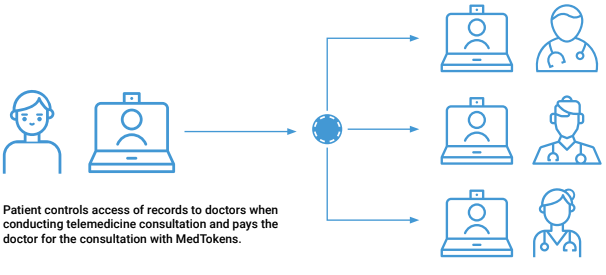 Patient controls access of records to doctors when
conducting telemedicine consultation and pays the
doctor for the consultation with MedTokens.